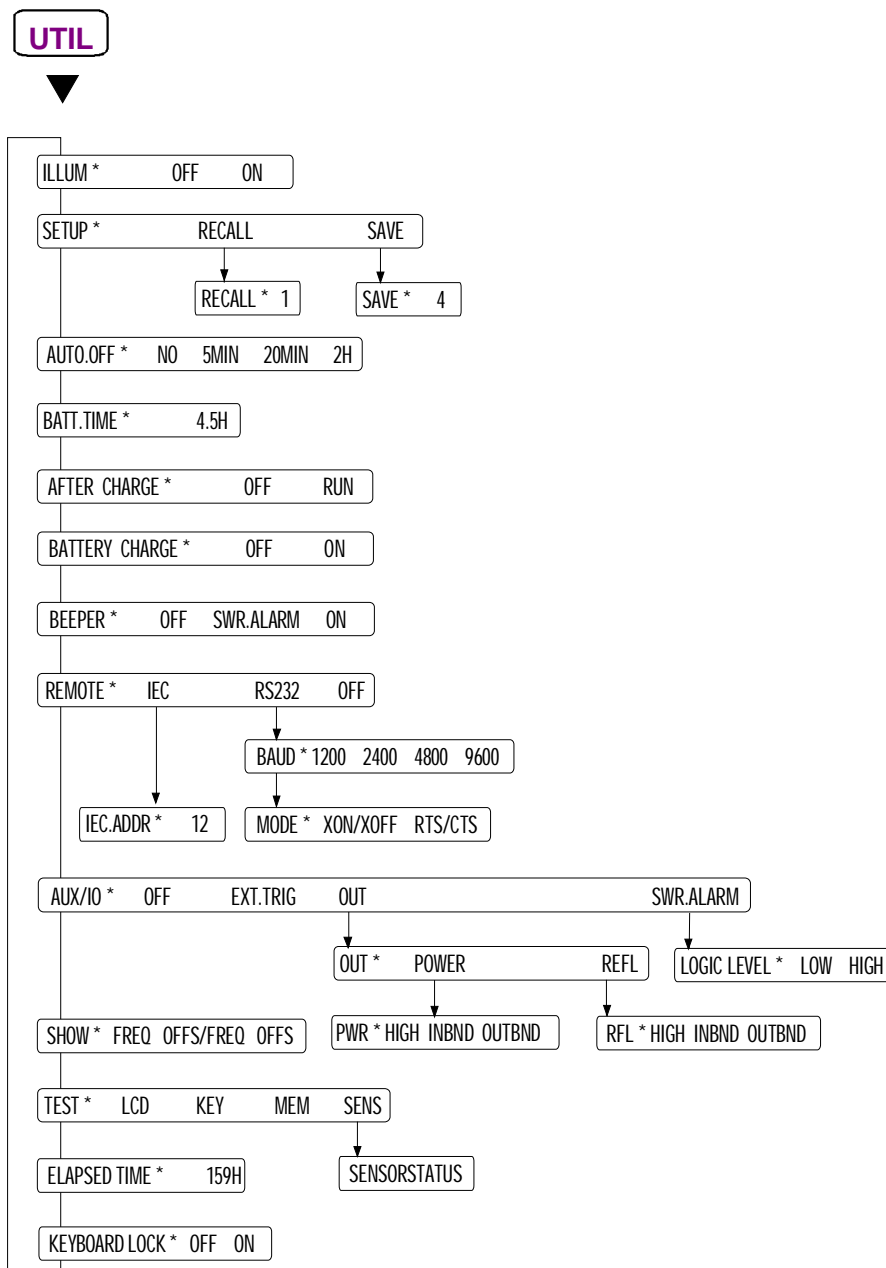 UTIL
ILLUM * OFF ON
SETUP * RECALL SAVE
RECALL * 1 SAVE * 4
AUTO.OFF * NO 5MIN 20MIN 2H
BATT.TIME * 4.5H
AFTER CHARGE * OFF RUN
BATTERY CHARGE * OFF ON
BEEPER * OFF SWR.ALARM ON
REMOTE * IEC RS232 OFF
BAUD * 1200 2400 4800 9600
IEC.ADDR * 12 MODE * XON/XOFF RTS/CTS
AUX/IO * OFF EXT.TRIG OUT SWR.ALARM
OUT * POWER REFL LOGIC LEVEL * LOW HIGH
SHOW * FREQ OFFS/FREQ OFFS PWR * HIGH INBND OUTBND RFL * HIGH INBND OUTBND
TEST * LCD KEY MEM SENS
ELAPSED TIME * 159H SENSORSTATUS
KEYBOARD LOCK * OFF ON